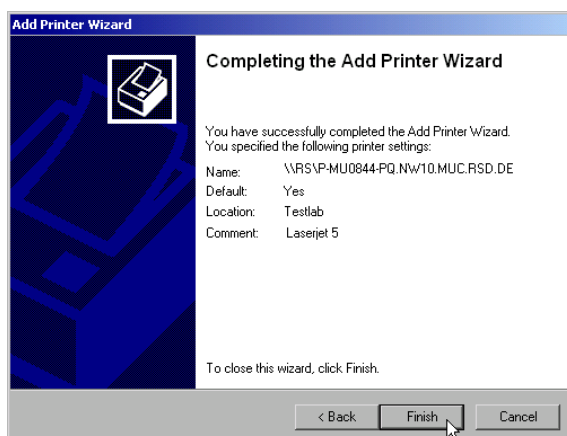 Add Printer Wizard
Completing the Add Printer Wizard
You have successfully completed the Add Printer Wizard.
You specified the following printer settings:
Name: \\RS\P-MU0844-PQ.NW10.MUC.RSD.DE
Default: Yes
Location: Testlab
Comment: Laserjet 5
To close this wizard, click Finish.
< Back Finish Cancel